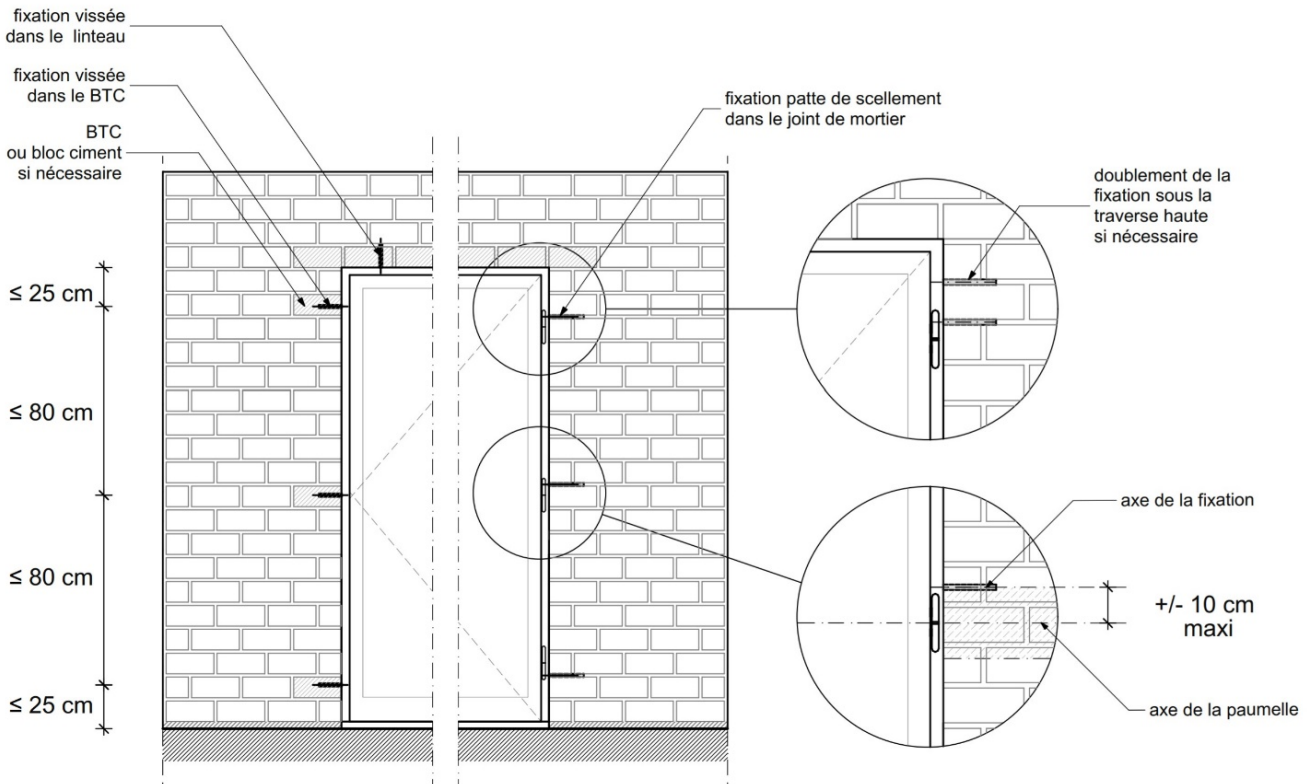 fixation vissée
dans le linteau
fixation vissée
dans le BTC
BTC
ou bloc ciment
si nécessaire
fixation patte de scellement
dans le joint de mortier
doublement de la
fixation sous la
traverse haute
si nécessaire
≤ 25 cm
≤ 80 cm
≤ 80 cm
≤ 25 cm
axe de la fixation
+/- 10 cm
maxi
axe de la paumelle